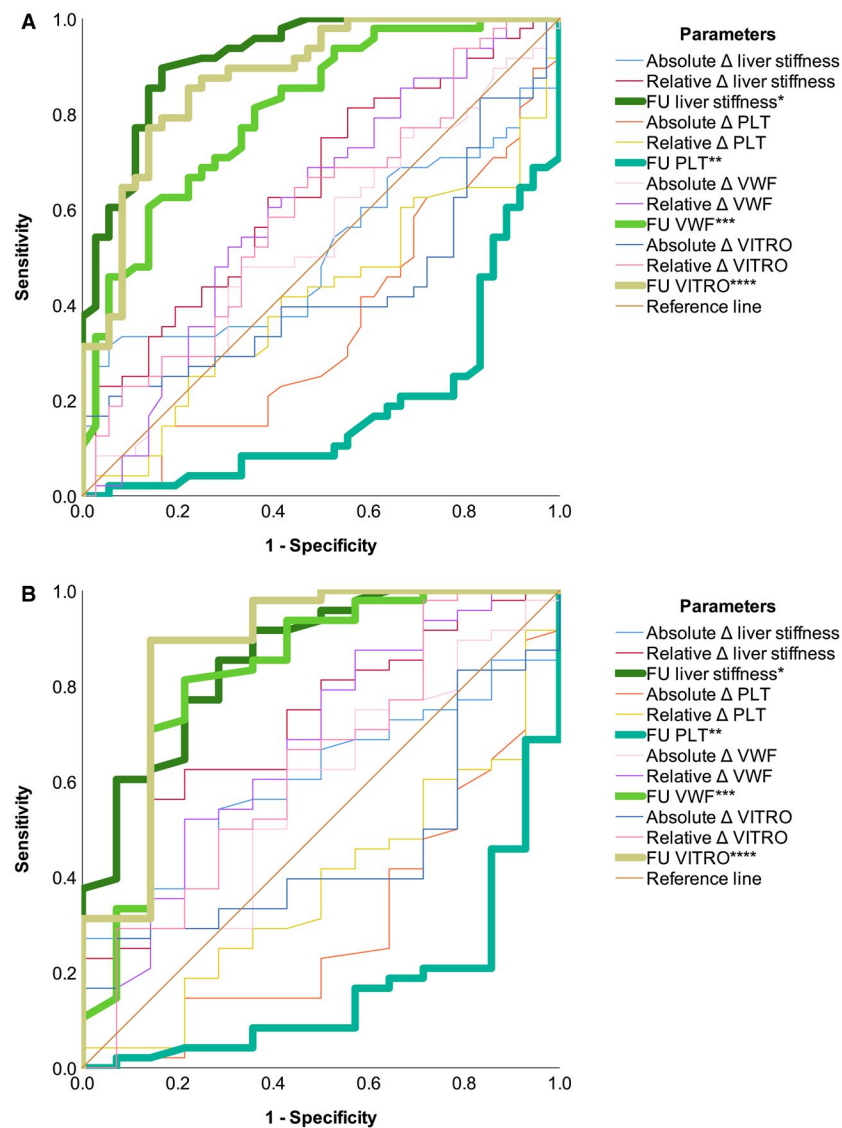 A
1.0
0.8
0.6
0.4
0.2
0.0
Sensitivity
0.0 0.2 0.4 0.6 0.8 1.0
1 - Specificity
Parameters
Absolute Δ liver stiffness
Relative Δ liver stiffness
FU liver stiffness*
Absolute Δ PLT
Relative Δ PLT
FU PLT**
Absolute Δ VWF
Relative Δ VWF
FU VWF***
Absolute Δ VITRO
Relative Δ VITRO
FU VITRO****
Reference line
B
1.0
0.8
0.6
0.4
0.2
0.0
Sensitivity
0.0 0.2 0.4 0.6 0.8 1.0
1 - Specificity
Parameters
Absolute Δ liver stiffness
Relative Δ liver stiffness
FU liver stiffness*
Absolute Δ PLT
Relative Δ PLT
FU PLT**
Absolute Δ VWF
Relative Δ VWF
FU VWF***
Absolute Δ VITRO
Relative Δ VITRO
FU VITRO****
Reference line